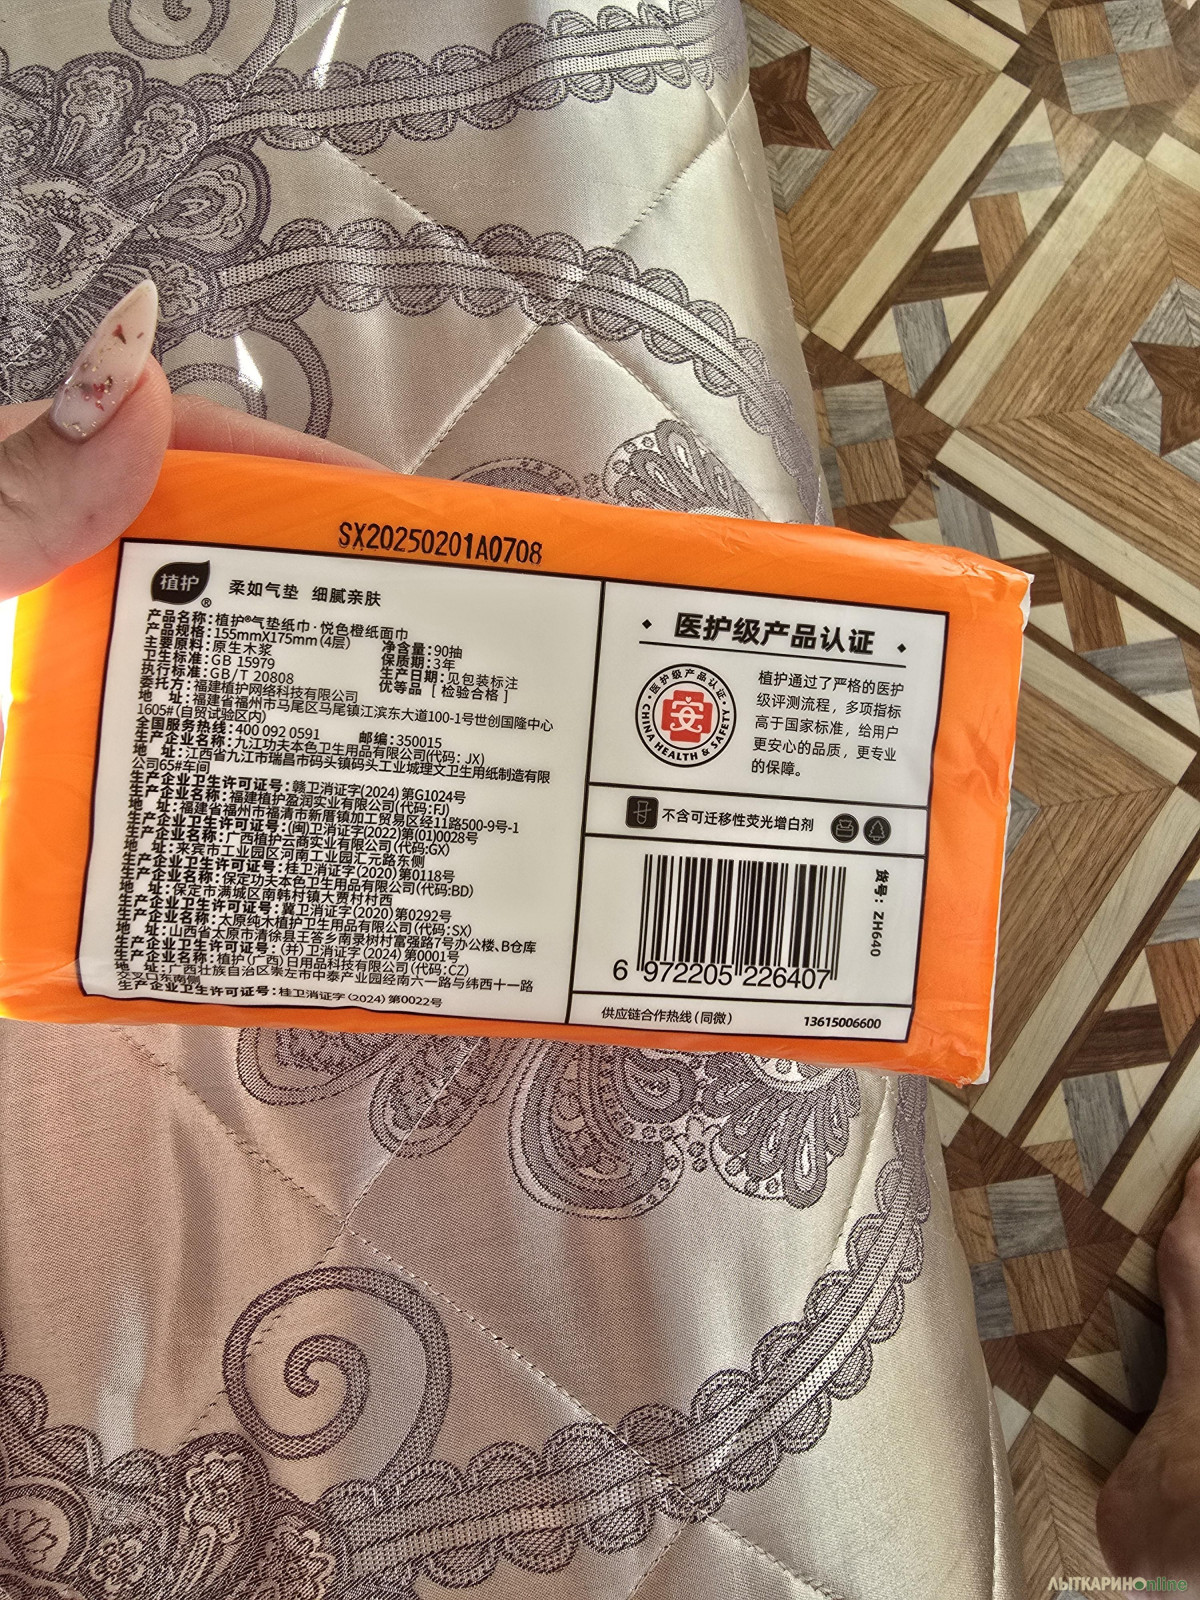 SX20250201A0708
植护
®
柔如气垫 细腻亲肤
产品名称:植护®气垫纸巾·悦色橙纸面巾
产品规格:155mmX175mm(4层) 净含量:90抽
主要原料:原生木浆 保质期:3年
卫生标准:GB 15979 生产日期:见包装标注
执行标准:GB/T 20808 优等品 [检验合格]
委托方:福建植护网络科技有限公司
地 址:福建省福州市马尾区马尾镇江滨东大道100-1号世创国隆中心
1605#(自贸试验区内)
全国服务热线:400 092 0591 邮编:350015
生产企业名称:九江功夫本色卫生用品有限公司(代码:JX)
地 址:江西省九江市瑞昌市码头镇码头工业城理文卫生用纸制造有限
公司65#车间
生产企业卫生许可证号:赣卫消证字(2024)第G1024号
生产企业名称:福建植护盈润实业有限公司(代码:FJ)
地 址:福建省福州市福清市新厝镇加工贸易区经11路500-9号-1
生产企业卫生许可证号:(闽)卫消证字(2022)第(01)0028号
生产企业名称:广西植护云商实业有限公司(代码:GX)
地 址:来宾市工业园区河南工业园汇元路东侧
生产企业卫生许可证号:桂卫消证字(2020)第0118号
生产企业名称:保定功夫本色卫生用品有限公司(代码:BD)
地 址:保定市满城区南韩村镇大贾村村西
生产企业卫生许可证号:冀卫消证字(2020)第0292号
生产企业名称:太原纯木植护卫生用品有限公司(代码:SX)
地 址:山西省太原市清徐县王答乡南录树村富强路7号办公楼、B仓库
生产企业卫生许可证号:(并)卫消证字(2024)第0001号
生产企业名称:植护(广西)日用品科技有限公司(代码:CZ)
地 址:广西壮族自治区崇左市中泰产业园经南六一路与纬西十一路
交叉口东南侧
生产企业卫生许可证号:桂卫消证字(2024)第0022号
医护级产品认证
医护级产品认证
安
CHINA HEALTH & SAFETY
植护通过了严格的医护
级评测流程,多项指标
高于国家标准,给用户
更安心的品质,更专业
的保障。
不含可迁移性荧光增白剂
货号:ZH640
6 972205 226407
供应链合作热线(同微) 13615006600
ЛЫТКАРИНОnline